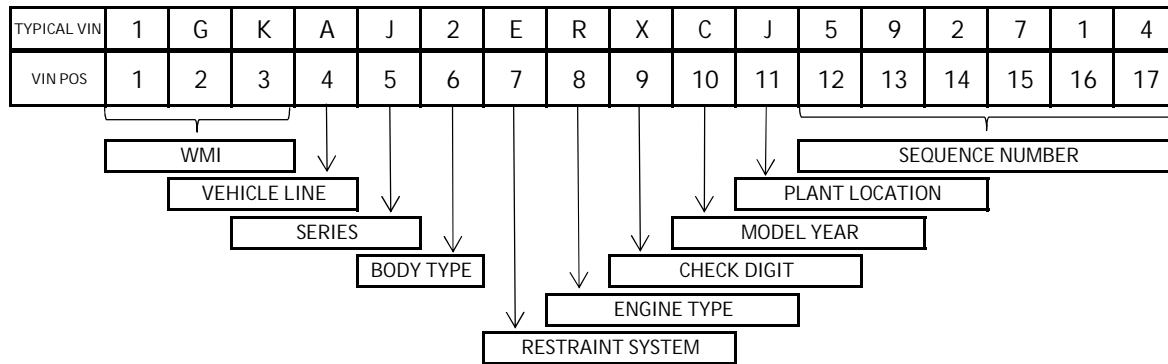 TYPICAL VIN 1 G K A J 2 E R X C J 5 9 2 7 1 4
VIN POS 1 2 3 4 5 6 7 8 9 10 11 12 13 14 15 16 17
WMI SEQUENCE NUMBER
VEHICLE LINE PLANT LOCATION
SERIES MODEL YEAR
BODY TYPE CHECK DIGIT
ENGINE TYPE
RESTRAINT SYSTEM